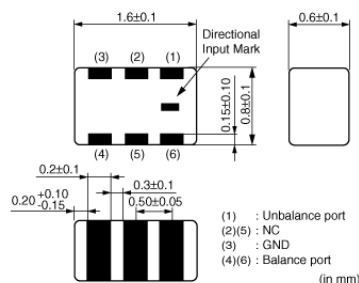 1.6±0.1
0.6±0.1
Directional
Input Mark
(3) (2) (1)
0.15±0.10
0.8±0.1
(4) (5) (6)
0.2±0.1
0.3±0.1
0.20 +0.10 -0.15
0.50±0.05
(1) : Unbalance port
(2)(5) : NC
(3) : GND
(4)(6) : Balance port
(in mm)